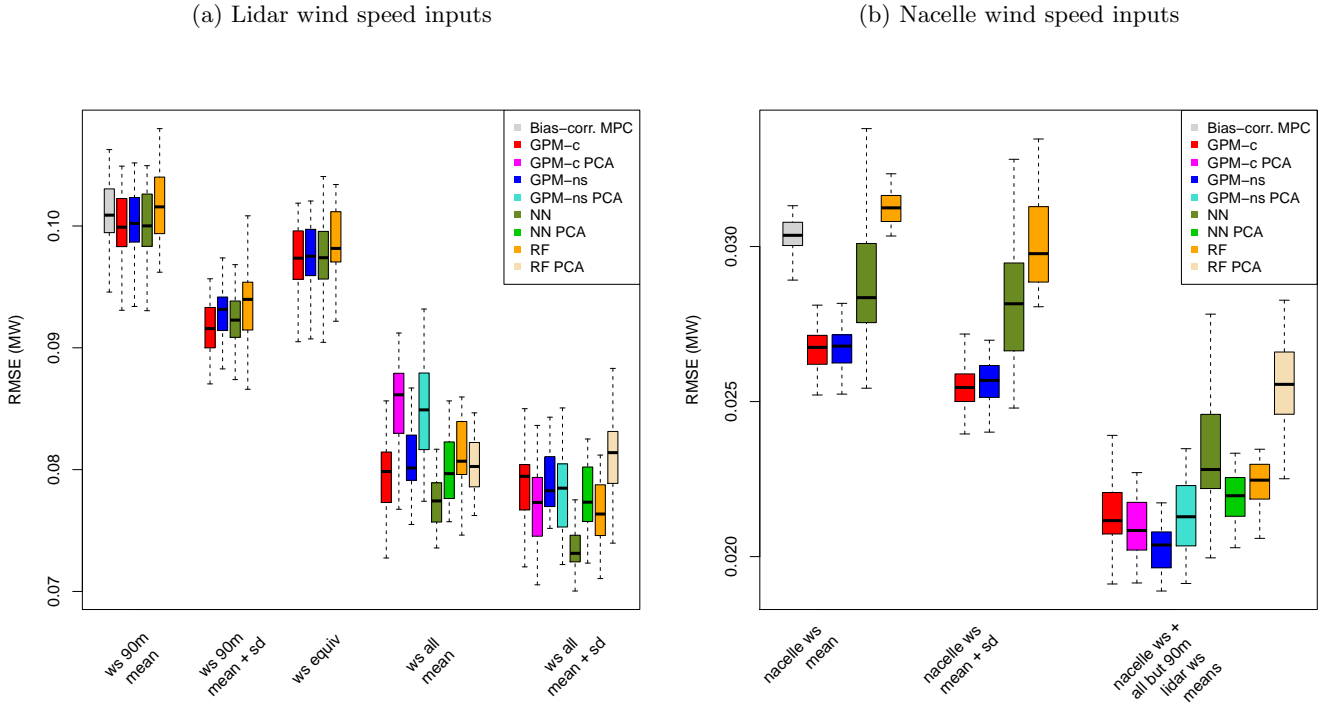 (a) Lidar wind speed inputs
RMSE (MW)
0.10
0.09
0.08
0.07
Bias−corr. MPC
GPM−c
GPM−c PCA
GPM−ns
GPM−ns PCA
NN
NN PCA
RF
RF PCA
ws 90m
mean
ws 90m
mean + sd
ws equiv
ws all
mean
ws all
mean + sd
(b) Nacelle wind speed inputs
RMSE (MW)
0.030
0.025
0.020
Bias−corr. MPC
GPM−c
GPM−c PCA
GPM−ns
GPM−ns PCA
NN
NN PCA
RF
RF PCA
nacelle ws
mean
nacelle ws
mean + sd
nacelle ws +
all but 90m
lidar ws
means